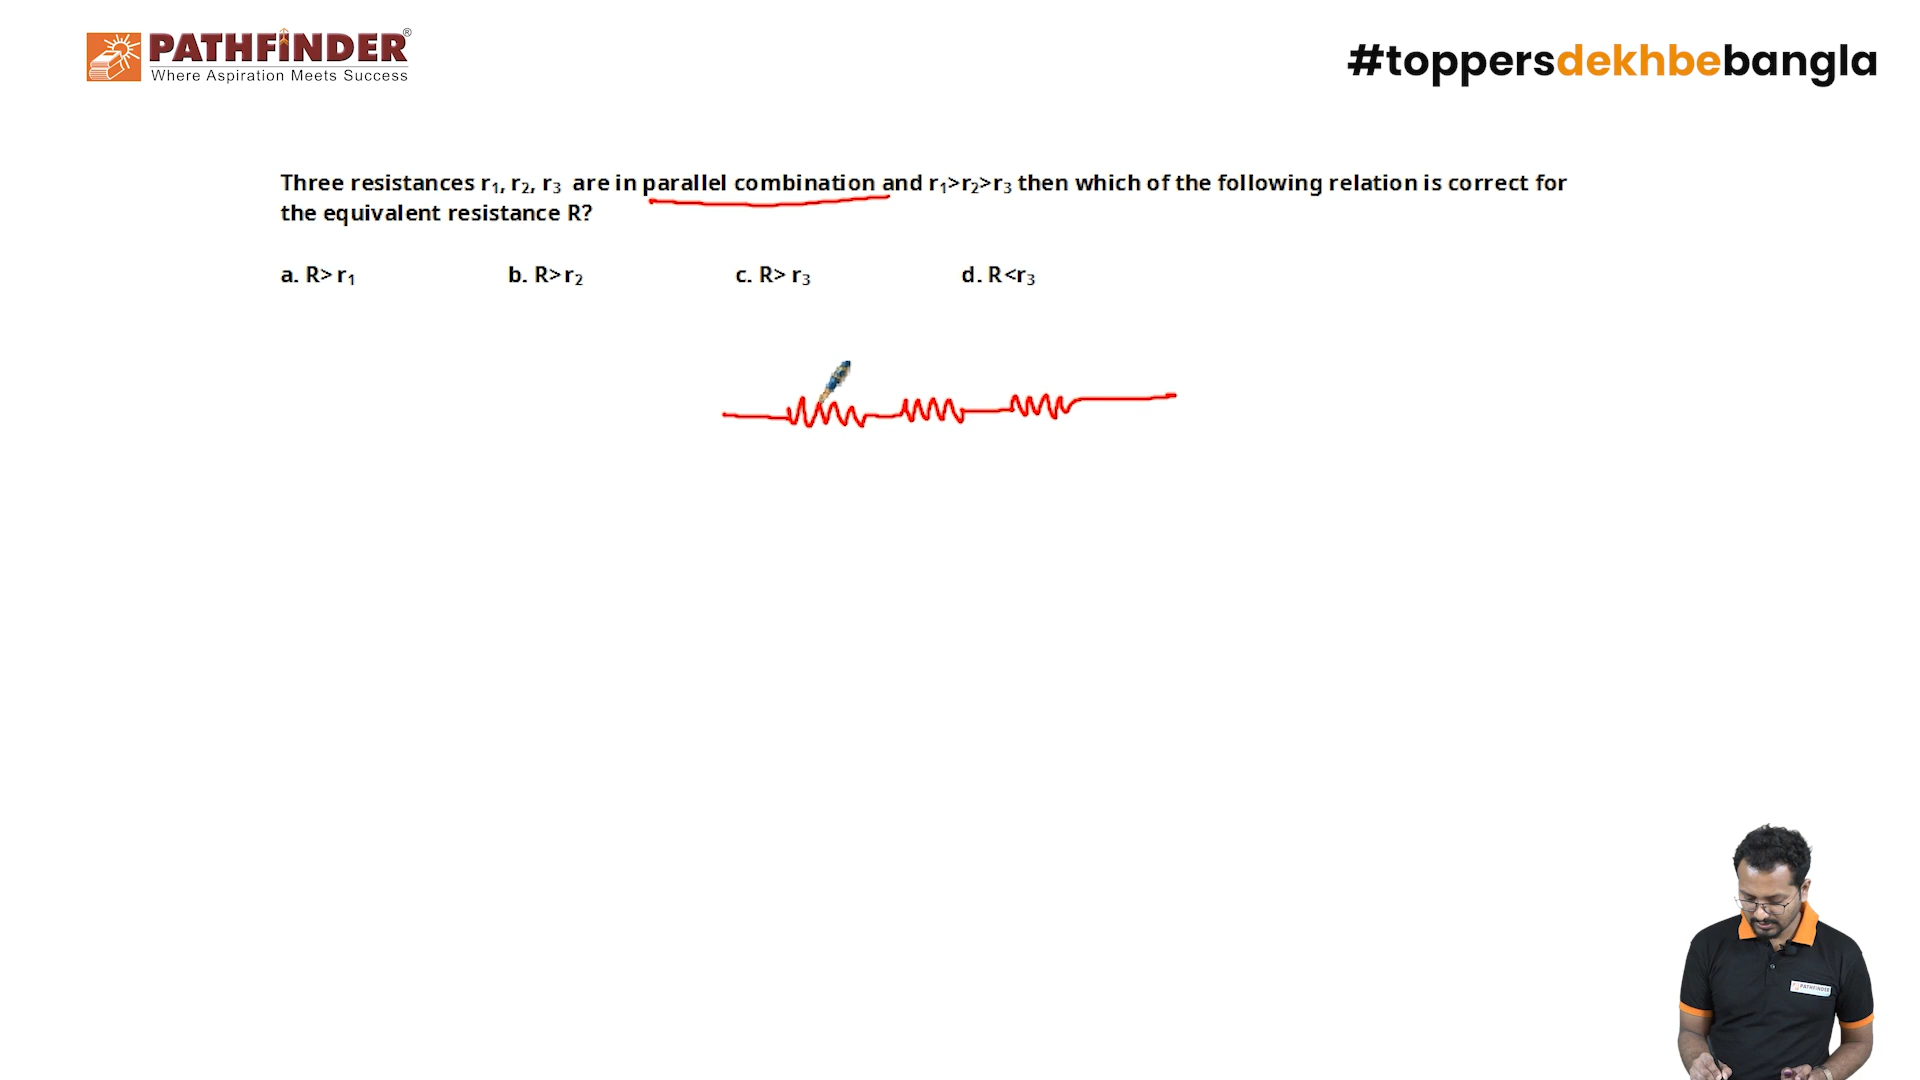 PATHFINDER®
Where Aspiration Meets Success
#toppersdekhbebangla
Three resistances r₁, r₂, r₃ are in parallel combination and r₁>r₂>r₃ then which of the following relation is correct for
the equivalent resistance R?
a. R> r₁ b. R>r₂ c. R> r₃ d. R<r₃
PATHFINDER